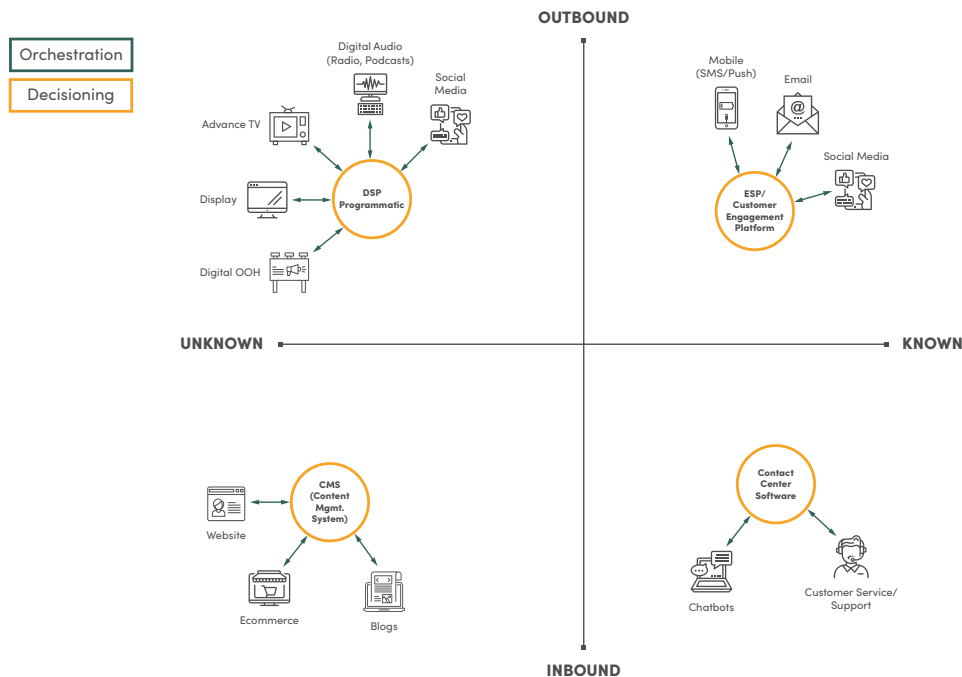 OUTBOUND
Orchestration
Decisioning
Digital Audio
(Radio, Podcasts)
Social
Media
Advance TV
Display
Digital OOH
DSP
Programmatic
Mobile
(SMS/Push)
Email
@
Social Media
ESP/
Customer
Engagement
Platform
UNKNOWN
KNOWN
CMS
(Content
Mgmt.
System)
Website
Ecommerce
Blogs
Contact
Center
Software
Chatbots
Customer Service/
Support
INBOUND